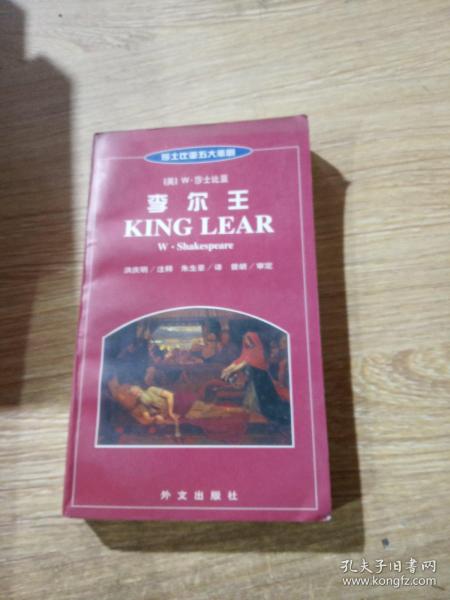 莎士比亚五大悲剧
[英] W·莎士比亚
李尔王
KING LEAR
W·Shakespeare
洪庆明/注释 朱生豪/译 曾胡/审定
外文出版社
孔夫子旧书网
www.kongfz.com